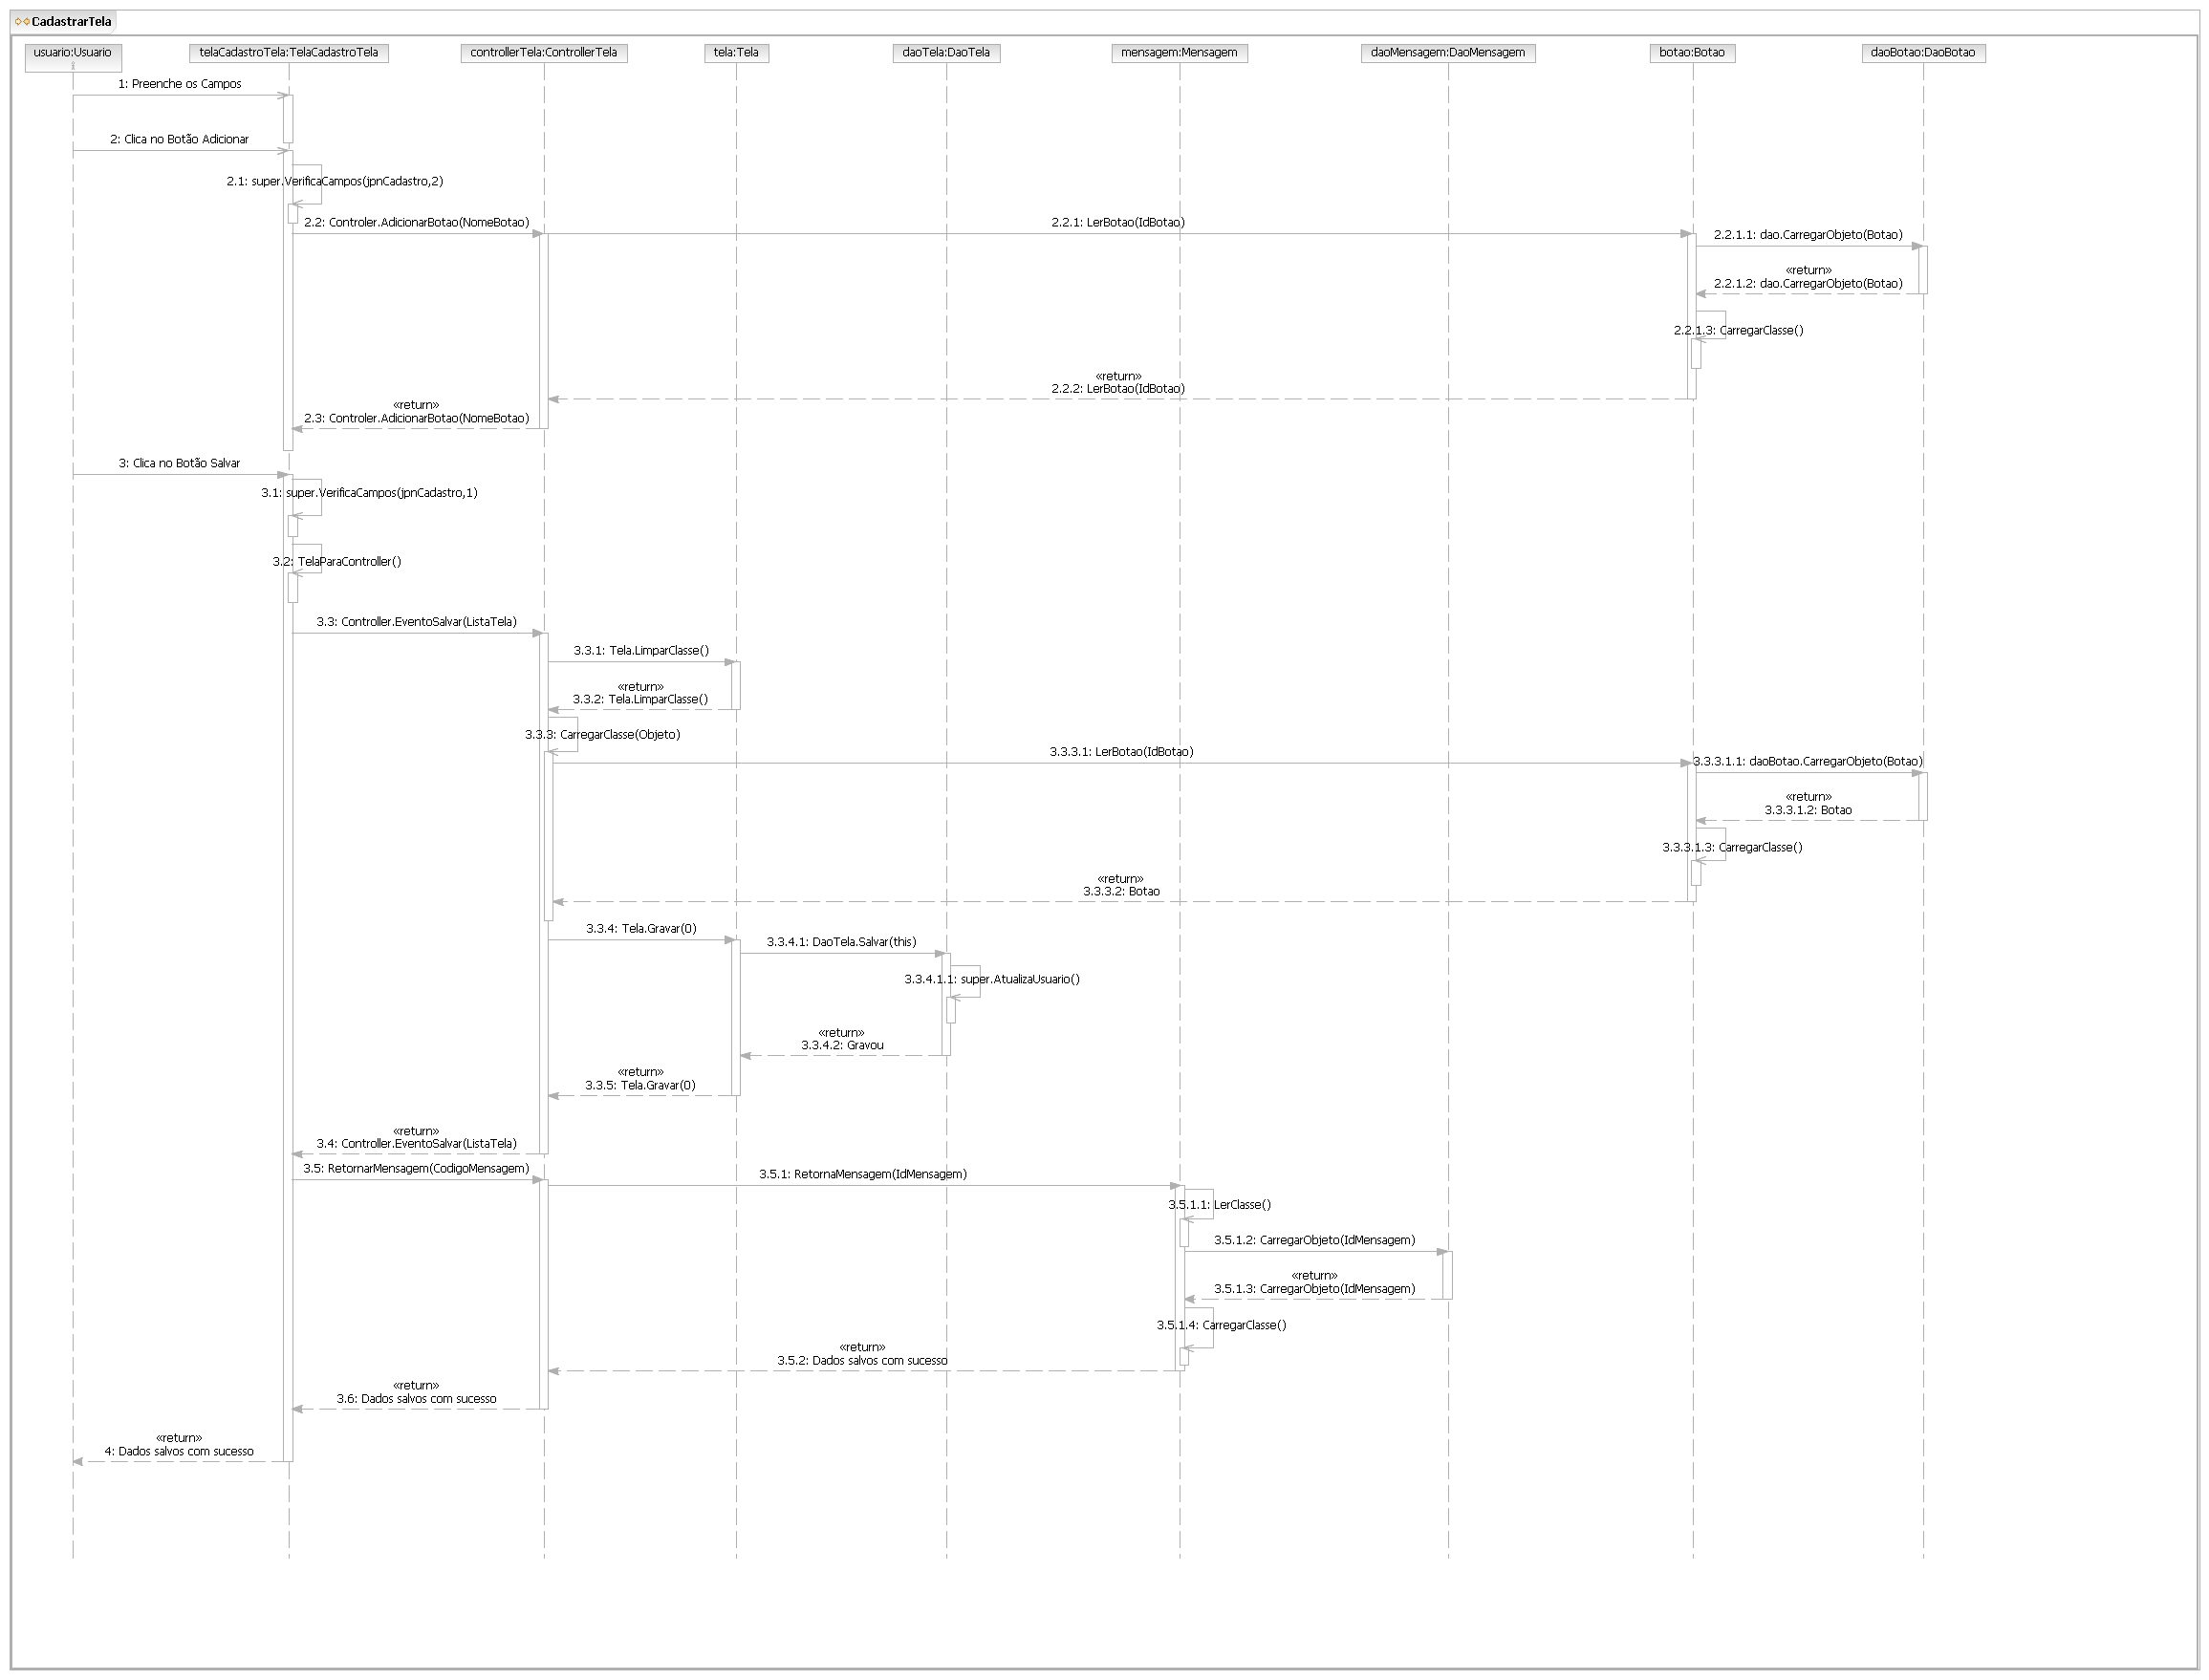 CadastrarTela
usuario:Usuario
telaCadastroTela:TelaCadastroTela
controllerTela:ControllerTela
tela:Tela
daoTela:DaoTela
mensagem:Mensagem
daoMensagem:DaoMensagem
botao:Botao
daoBotao:DaoBotao
1: Preenche os Campos
2: Clica no Botão Adicionar
2.1: super.VerificaCampos(jpnCadastro,2)
2.2: Controler.AdicionarBotao(NomeBotao)
2.2.1: LerBotao(IdBotao)
2.2.1.1: dao.CarregarObjeto(Botao)
«return»
2.2.1.2: dao.CarregarObjeto(Botao)
2.2.1.3: CarregarClasse()
«return»
2.2.2: LerBotao(IdBotao)
«return»
2.3: Controler.AdicionarBotao(NomeBotao)
3: Clica no Botão Salvar
3.1: super.VerificaCampos(jpnCadastro,1)
3.2: TelaParaController()
3.3: Controller.EventoSalvar(ListaTela)
3.3.1: Tela.LimparClasse()
«return»
3.3.2: Tela.LimparClasse()
3.3.3: CarregarClasse(Objeto)
3.3.3.1: LerBotao(IdBotao)
3.3.3.1.1: daoBotao.CarregarObjeto(Botao)
«return»
3.3.3.1.2: Botao
3.3.3.1.3: CarregarClasse()
«return»
3.3.3.2: Botao
3.3.4: Tela.Gravar(0)
3.3.4.1: DaoTela.Salvar(this)
3.3.4.1.1: super.AtualizaUsuario()
«return»
3.3.4.2: Gravou
«return»
3.3.5: Tela.Gravar(0)
«return»
3.4: Controller.EventoSalvar(ListaTela)
3.5: RetornarMensagem(CodigoMensagem)
3.5.1: RetornaMensagem(IdMensagem)
3.5.1.1: LerClasse()
3.5.1.2: CarregarObjeto(IdMensagem)
«return»
3.5.1.3: CarregarObjeto(IdMensagem)
3.5.1.4: CarregarClasse()
«return»
3.5.2: Dados salvos com sucesso
«return»
3.6: Dados salvos com sucesso
«return»
4: Dados salvos com sucesso